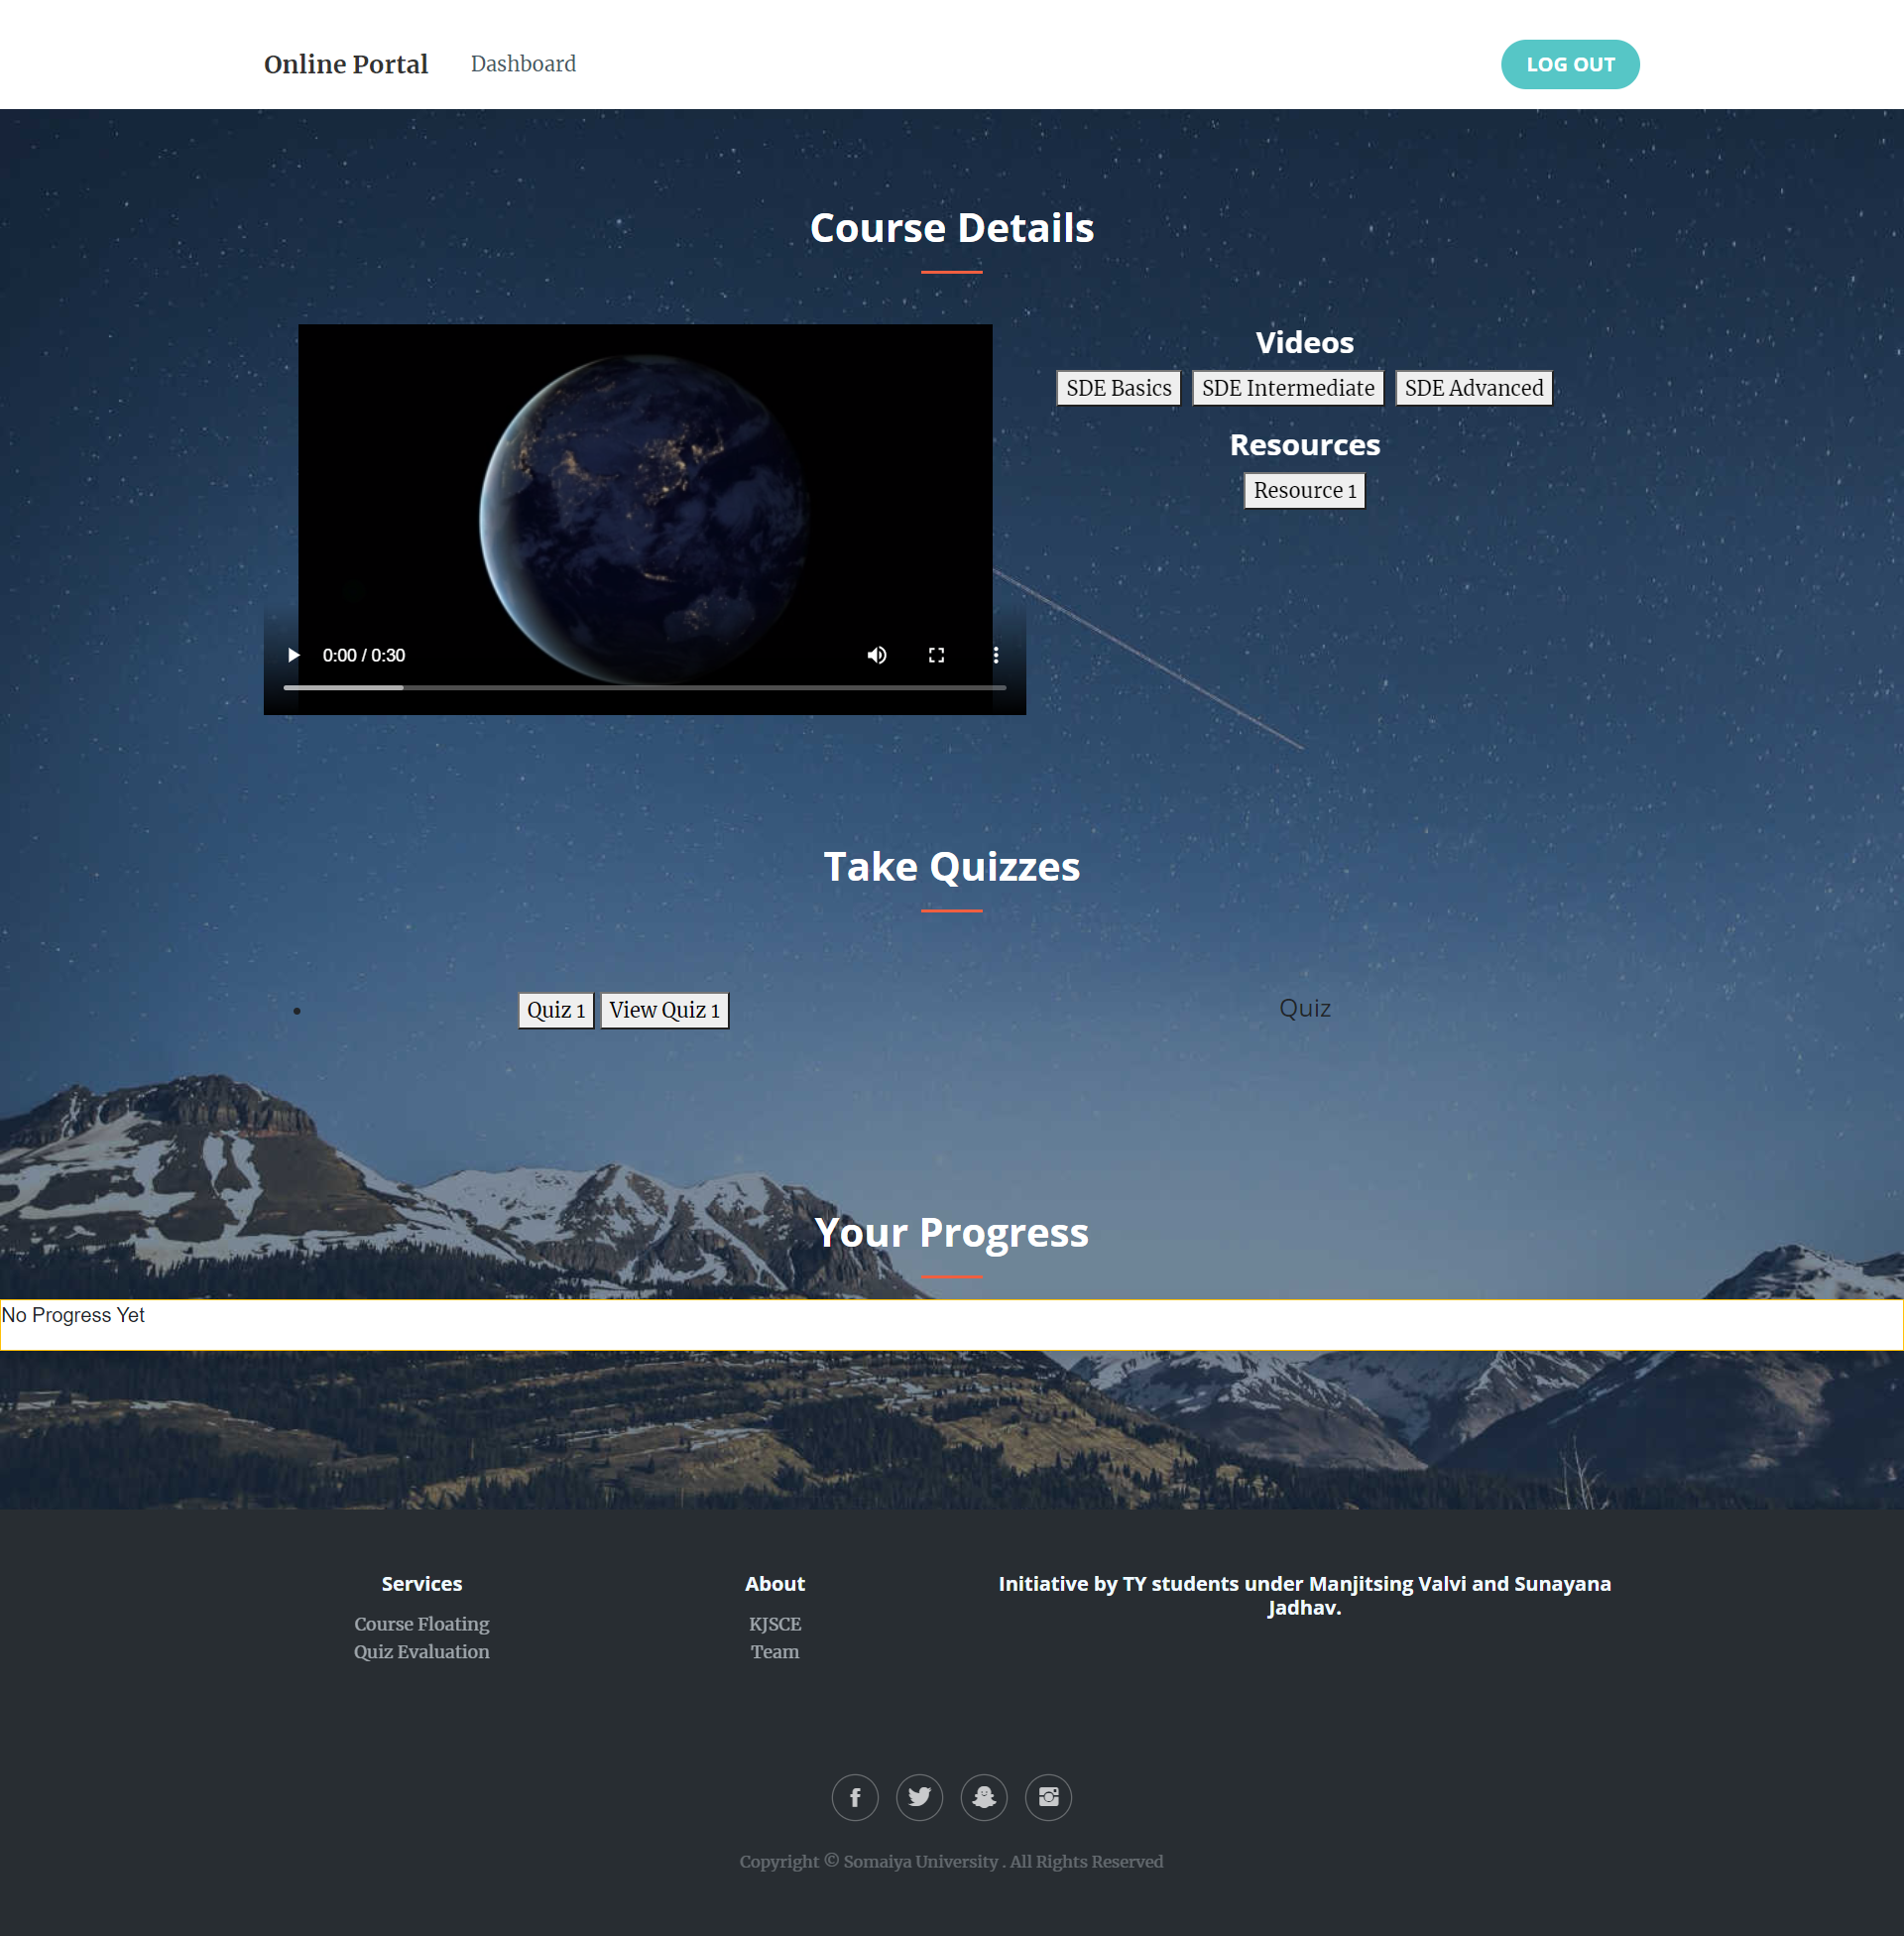 Online Portal
Dashboard
LOG OUT
Course Details
Videos
SDE Basics SDE Intermediate SDE Advanced
Resources
Resource 1
0:00 / 0:30
Take Quizzes
Quiz 1 View Quiz 1
Quiz
Your Progress
No Progress Yet
Services
Course Floating
Quiz Evaluation
About
KJSCE
Team
Initiative by TY students under Manjitsing Valvi and Sunayana
Jadhav.
Copyright © Somaiya University . All Rights Reserved